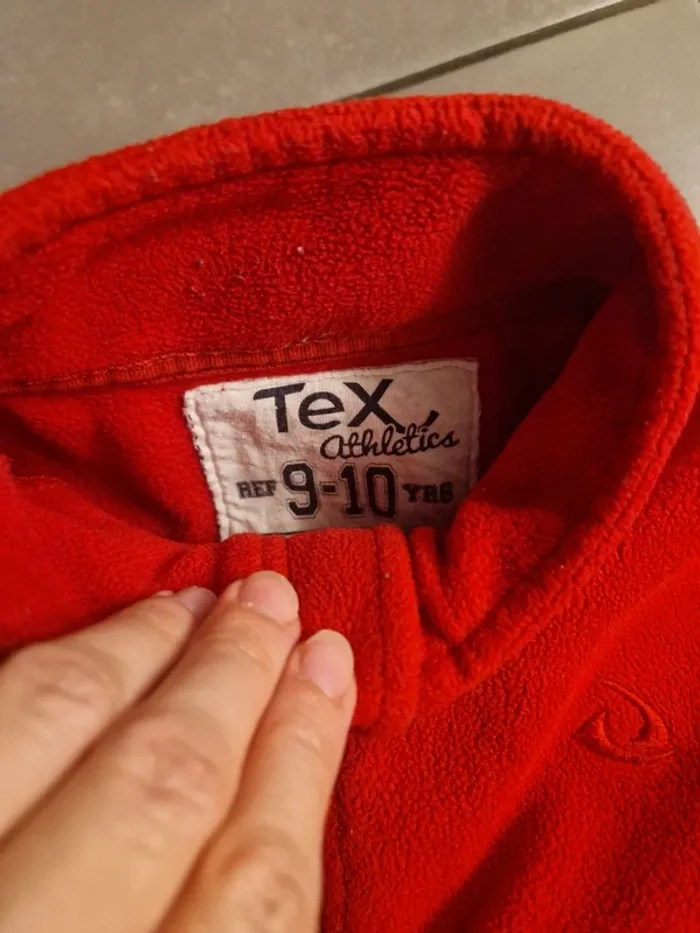 TeX
Athletics
REF 9-10 YRS